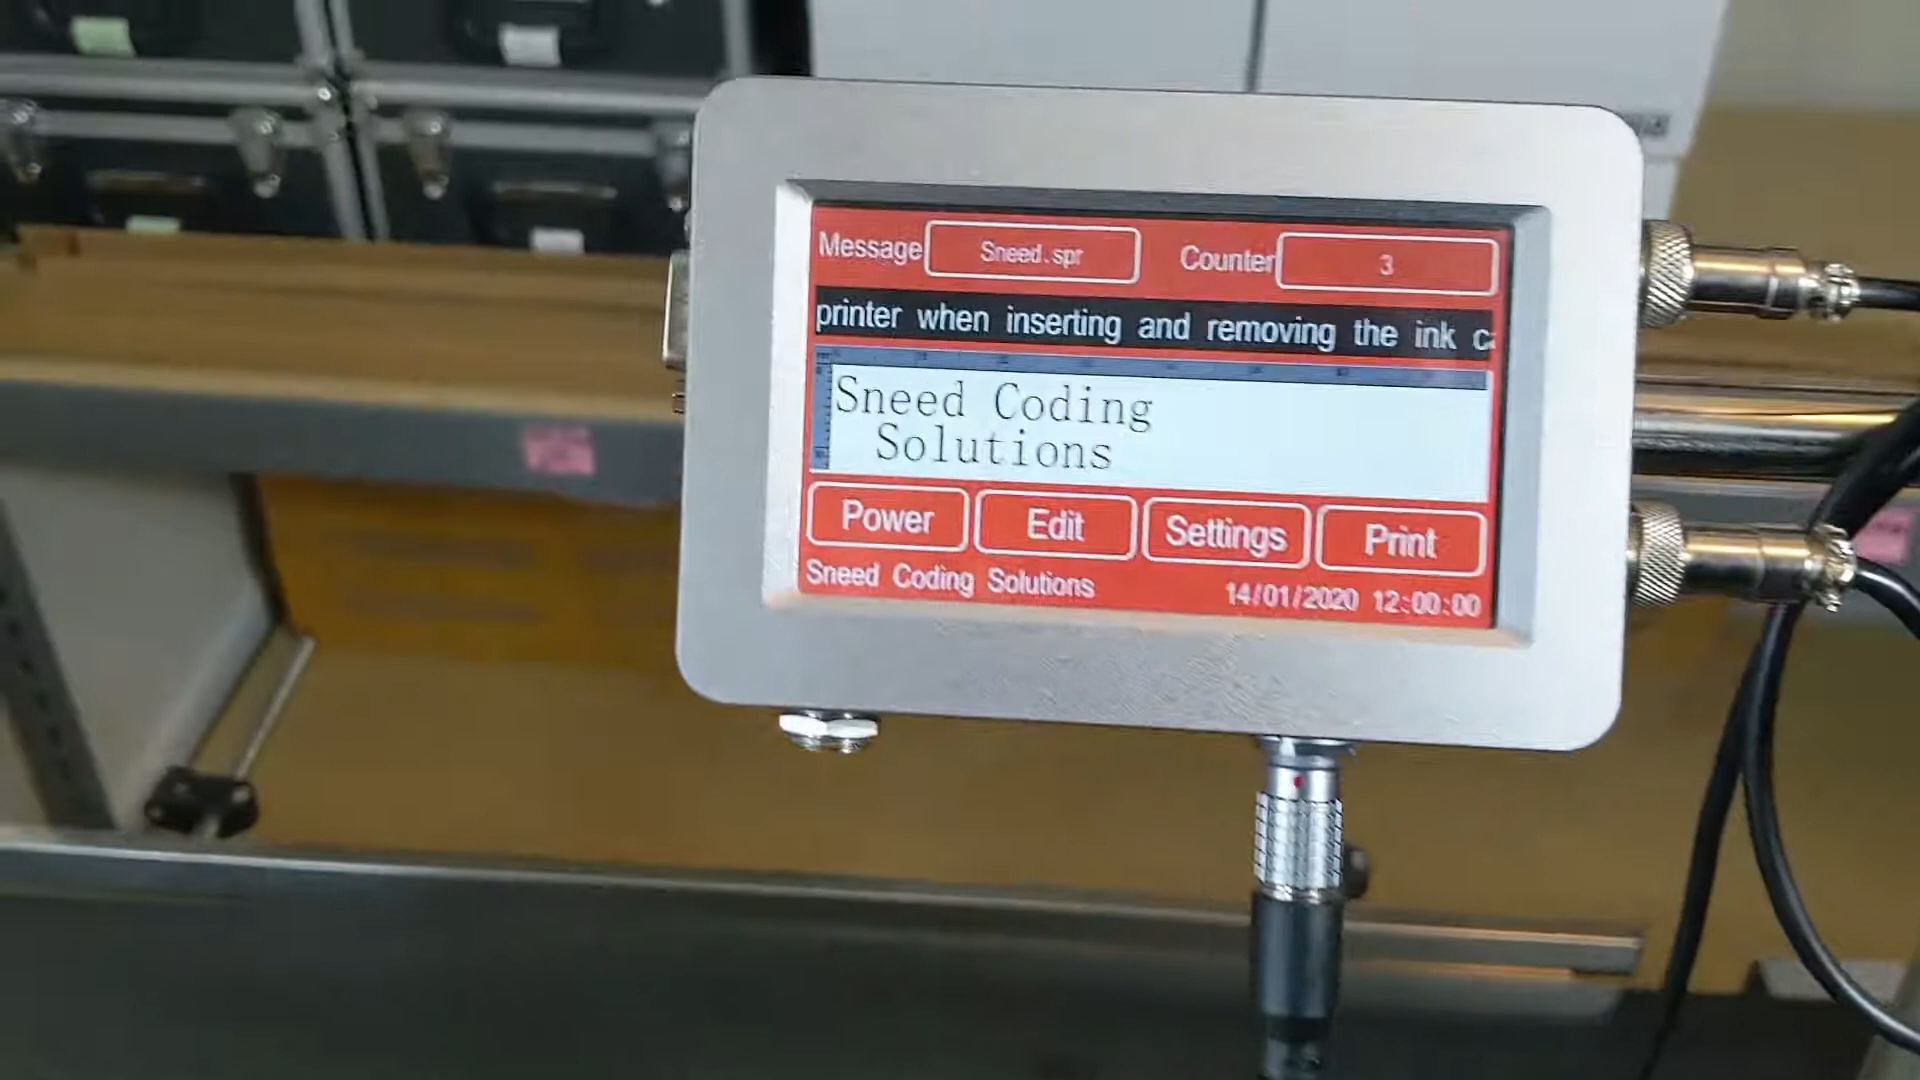 Message Sneed.spr Counter 3
printer when inserting and removing the ink
Sneed Coding
Solutions
Power Edit Settings Print
Sneed Coding Solutions 14/01/2020 12:00:00